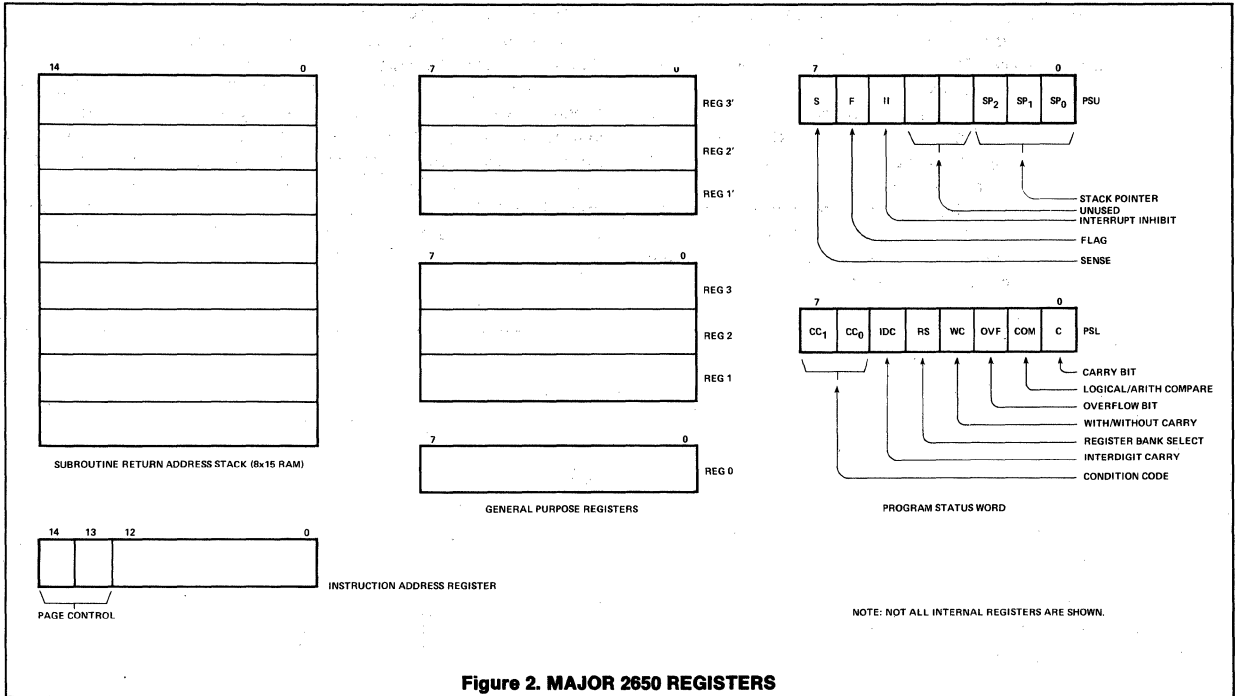 14 0
SUBROUTINE RETURN ADDRESS STACK (8x15 RAM)
14 13 12 0
INSTRUCTION ADDRESS REGISTER
PAGE CONTROL
7 0
REG 3'
REG 2'
REG 1'
7 0
REG 3
REG 2
REG 1
7 0
REG 0
GENERAL PURPOSE REGISTERS
7 0
S F II SP2 SP1 SP0 PSU
STACK POINTER
UNUSED
INTERRUPT INHIBIT
FLAG
SENSE
7 0
CC1 CC0 IDC RS WC OVF COM C PSL
CARRY BIT
LOGICAL/ARITH COMPARE
OVERFLOW BIT
WITH/WITHOUT CARRY
REGISTER BANK SELECT
INTERDIGIT CARRY
CONDITION CODE
PROGRAM STATUS WORD
NOTE: NOT ALL INTERNAL REGISTERS ARE SHOWN.
Figure 2. MAJOR 2650 REGISTERS